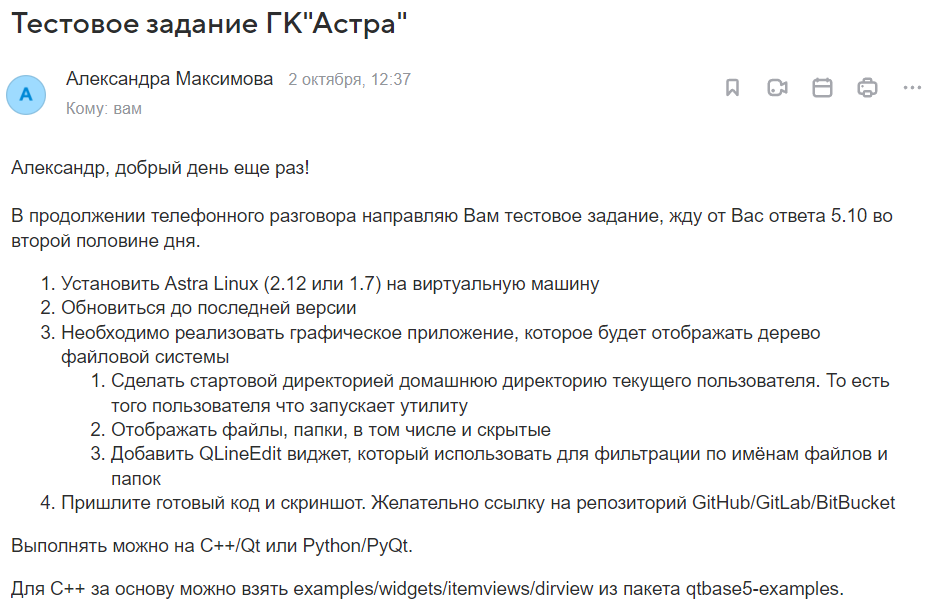 Тестовое задание ГК"Астра"
Александра Максимова 2 октября, 12:37
А
Кому: вам
Александр, добрый день еще раз!
В продолжении телефонного разговора направляю Вам тестовое задание, жду от Вас ответа 5.10 во
второй половине дня.
1. Установить Astra Linux (2.12 или 1.7) на виртуальную машину
2. Обновиться до последней версии
3. Необходимо реализовать графическое приложение, которое будет отображать дерево
файловой системы
1. Сделать стартовой директорией домашнюю директорию текущего пользователя. То есть
того пользователя что запускает утилиту
2. Отображать файлы, папки, в том числе и скрытые
3. Добавить QLineEdit виджет, который использовать для фильтрации по имёнам файлов и
папок
4. Пришлите готовый код и скриншот. Желательно ссылку на репозиторий GitHub/GitLab/BitBucket
Выполнять можно на C++/Qt или Python/PyQt.
Для C++ за основу можно взять examples/widgets/itemviews/dirview из пакета qtbase5-examples.